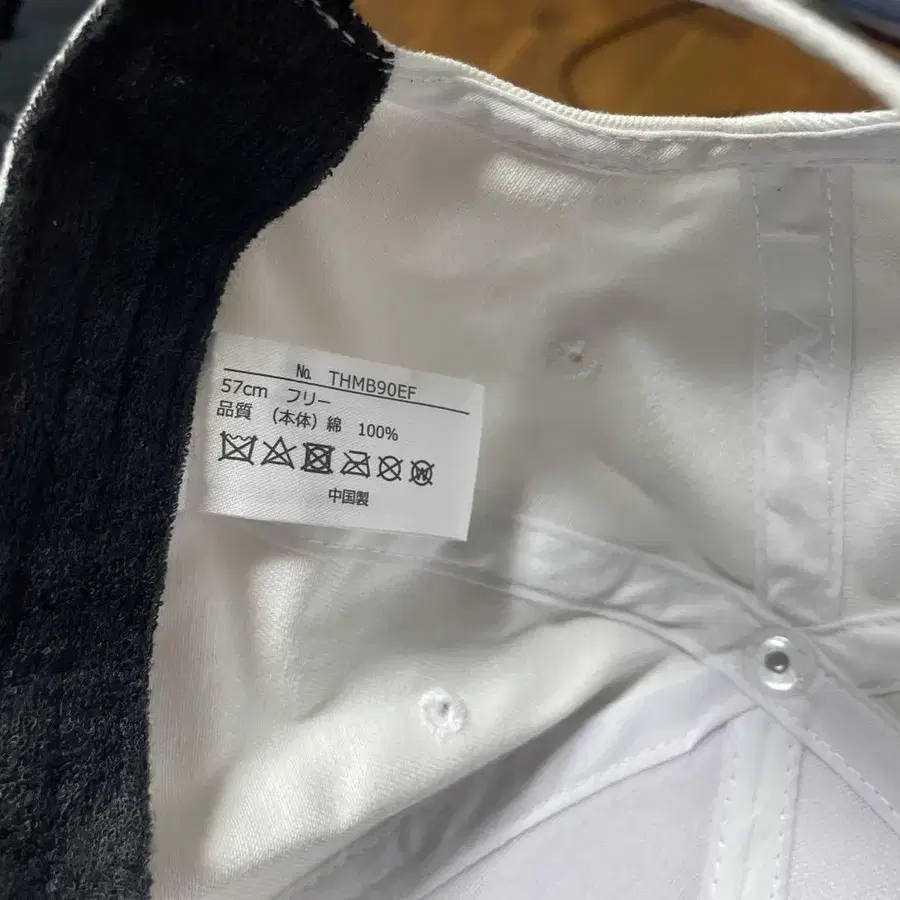 № THMB90EF
57cm フリー
品質 (本体) 綿 100%
中国製